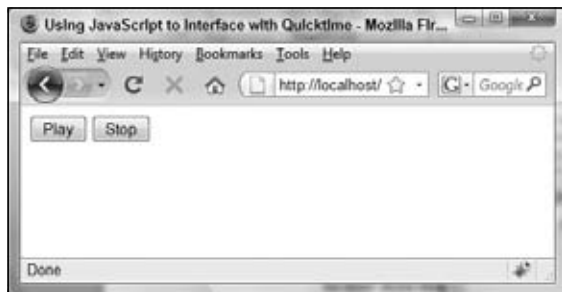 Using JavaScript to Interface with Quicktime - Mozilla Fir...
File Edit View History Bookmarks Tools Help
http://localhost/ G Google
Play Stop
Done